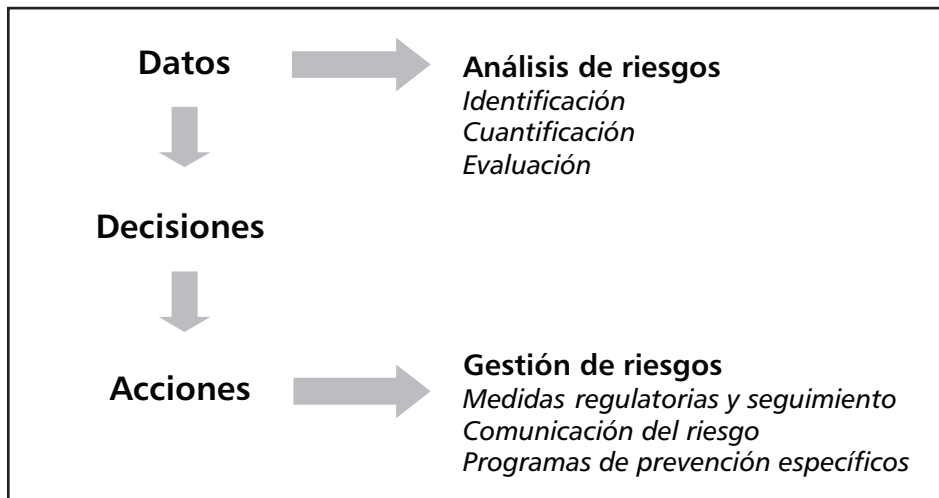 Datos
Análisis de riesgos
Identificación
Cuantificación
Evaluación
Decisiones
Acciones
Gestión de riesgos
Medidas regulatorias y seguimiento
Comunicación del riesgo
Programas de prevención específicos